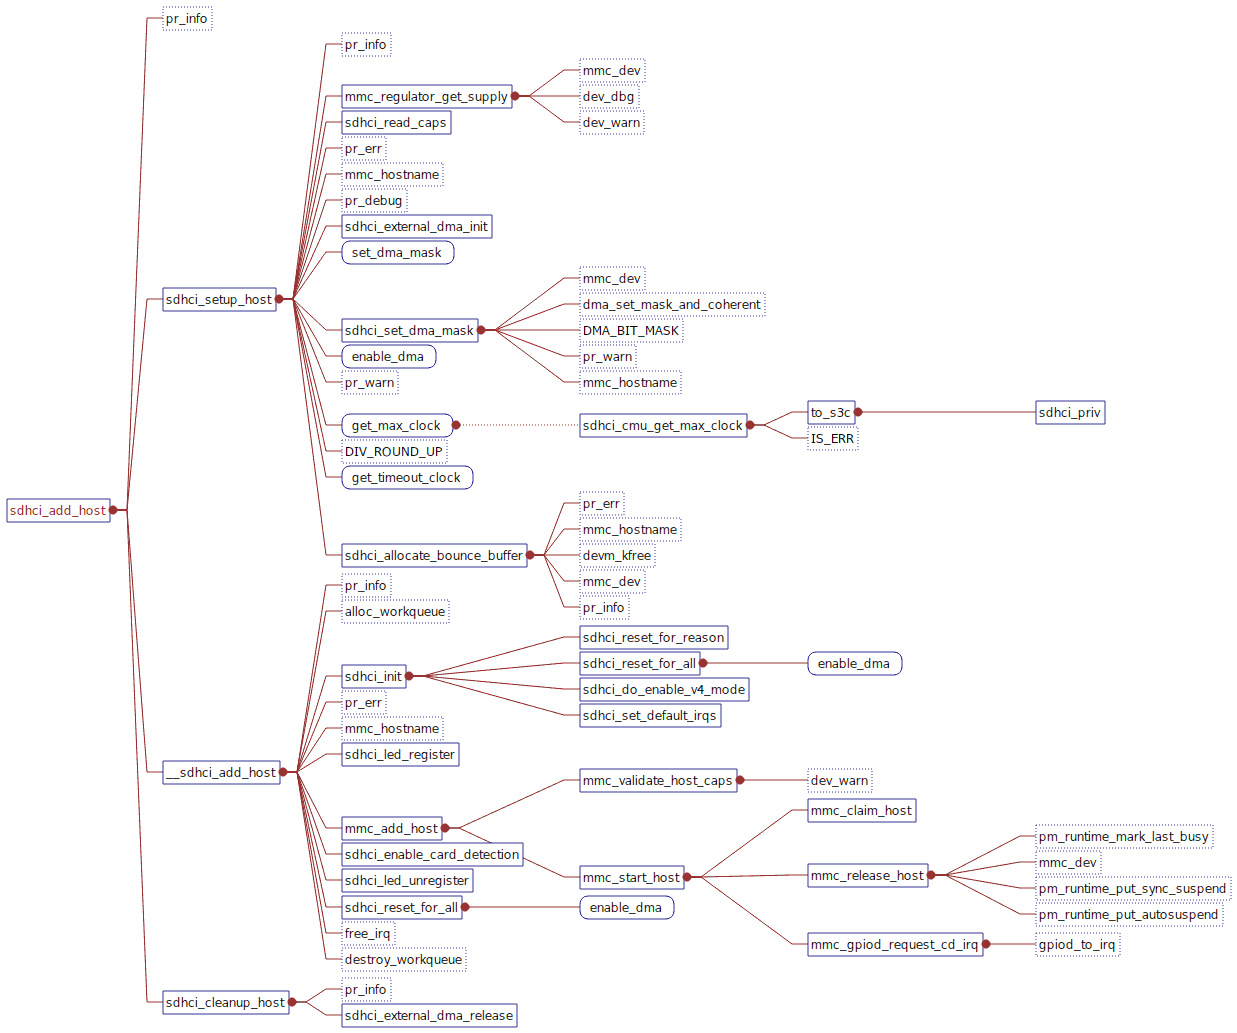 pr_info
pr_info
mmc_dev
mmc_regulator_get_supply
dev_dbg
sdhci_read_caps
dev_warn
pr_err
mmc_hostname
pr_debug
sdhci_external_dma_init
set_dma_mask
mmc_dev
sdhci_setup_host
dma_set_mask_and_coherent
sdhci_set_dma_mask
DMA_BIT_MASK
enable_dma
pr_warn
pr_warn
mmc_hostname
get_max_clock
sdhci_cmu_get_max_clock
to_s3c
sdhci_priv
IS_ERR
DIV_ROUND_UP
get_timeout_clock
sdhci_add_host
pr_err
mmc_hostname
sdhci_allocate_bounce_buffer
devm_kfree
mmc_dev
pr_info
pr_info
alloc_workqueue
sdhci_reset_for_reason
sdhci_reset_for_all
enable_dma
sdhci_init
sdhci_do_enable_v4_mode
pr_err
sdhci_set_default_irqs
mmc_hostname
sdhci_led_register
__sdhci_add_host
mmc_validate_host_caps
dev_warn
mmc_claim_host
mmc_add_host
pm_runtime_mark_last_busy
sdhci_enable_card_detection
mmc_dev
sdhci_led_unregister
mmc_start_host
mmc_release_host
pm_runtime_put_sync_suspend
sdhci_reset_for_all
enable_dma
pm_runtime_put_autosuspend
free_irq
mmc_gpiod_request_cd_irq
gpiod_to_irq
destroy_workqueue
pr_info
sdhci_cleanup_host
sdhci_external_dma_release